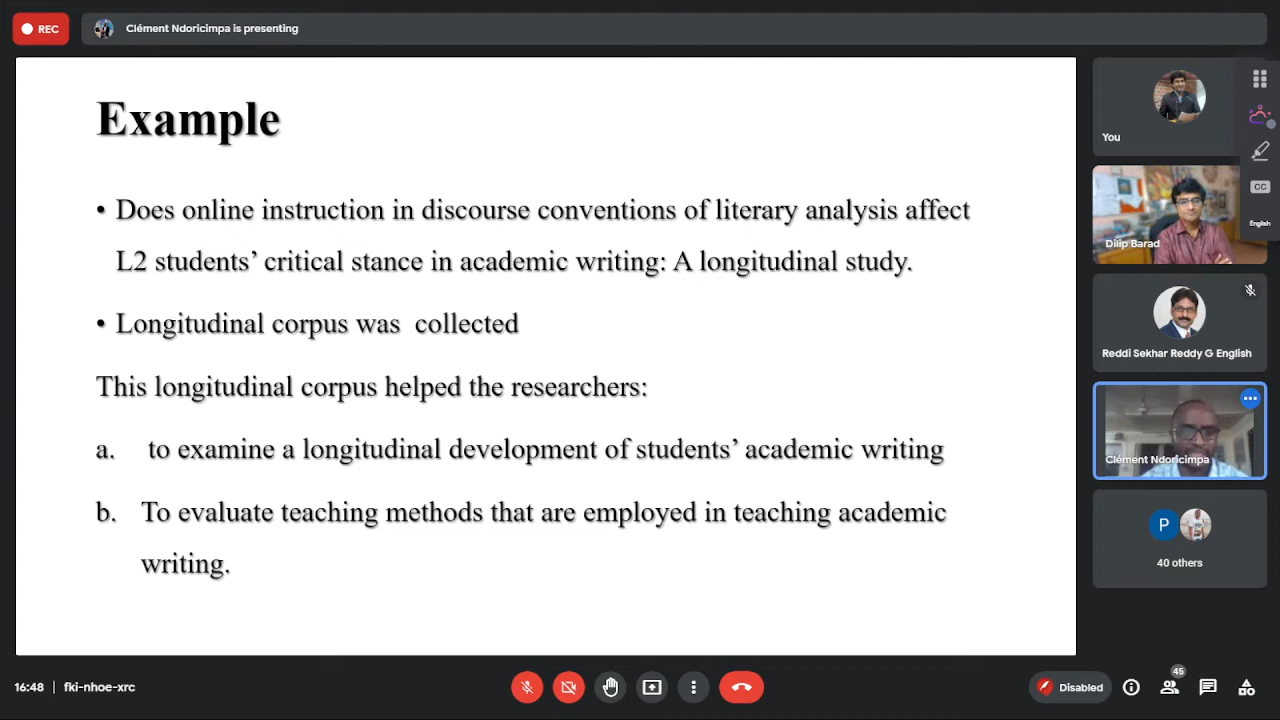 REC
Clément Ndoricimpa is presenting
Example
• Does online instruction in discourse conventions of literary analysis affect
L2 students’ critical stance in academic writing: A longitudinal study.
• Longitudinal corpus was collected
This longitudinal corpus helped the researchers:
a. to examine a longitudinal development of students’ academic writing
b. To evaluate teaching methods that are employed in teaching academic
writing.
You
CC
English
Dilip Barad
Reddi Sekhar Reddy G English
Clément Ndoricimpa
P
40 others
16:48 | fki-nhoe-xrc
Disabled
45